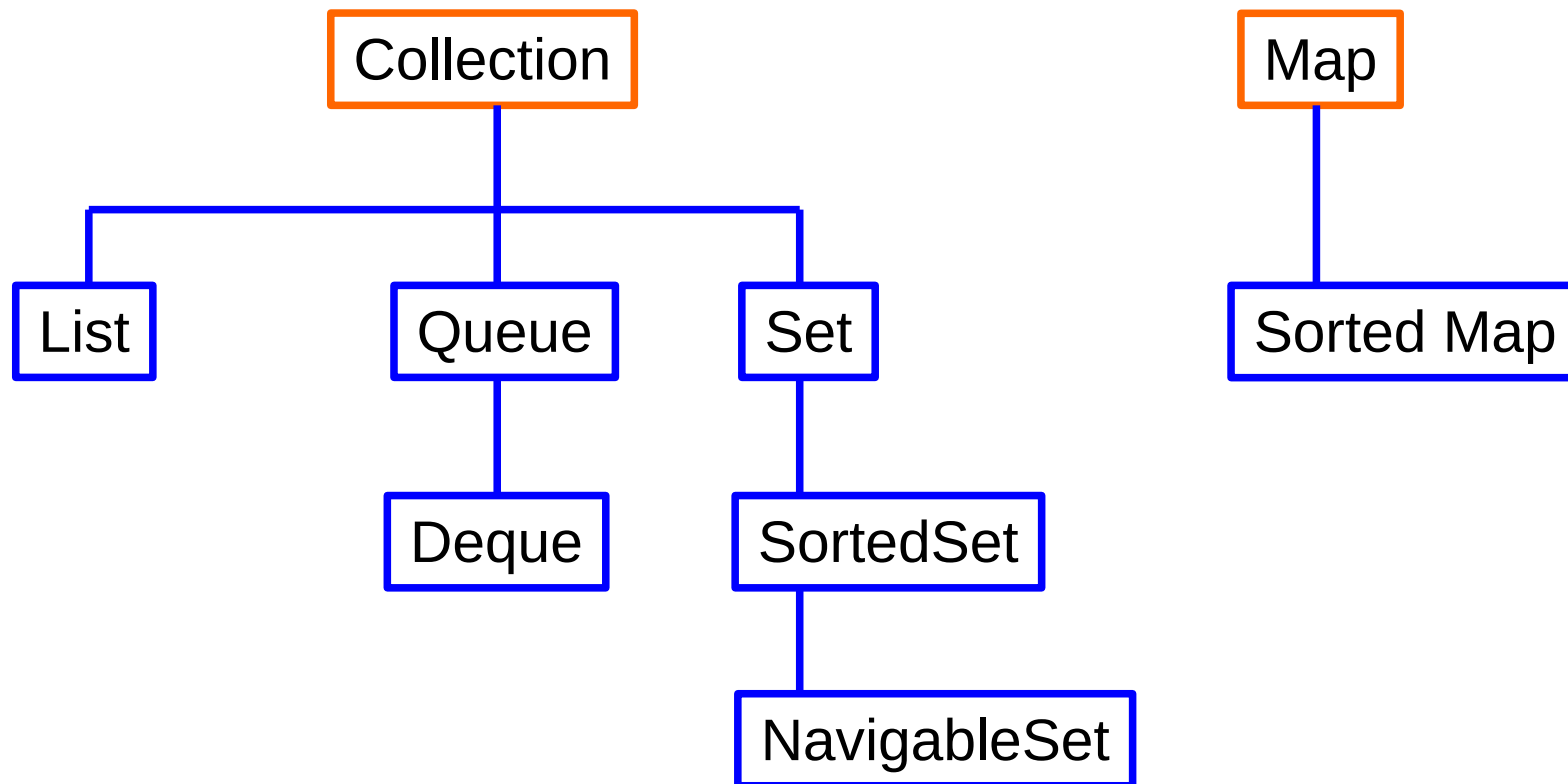 Collection
Map
List
Queue
Set
Sorted Map
Deque
SortedSet
NavigableSet